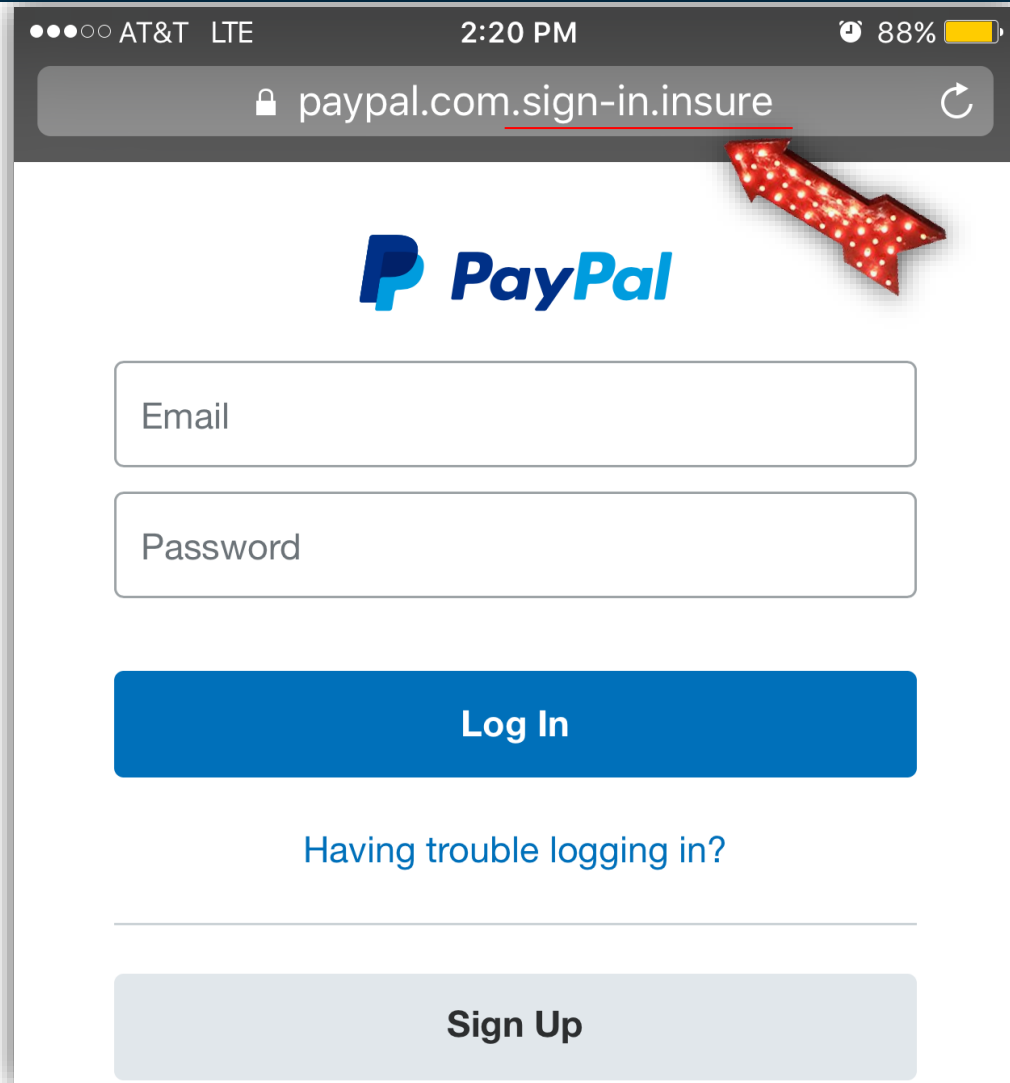 AT&T LTE 2:20 PM 88%
paypal.com.sign-in.insure
PayPal
Email
Password
Log In
Having trouble logging in?
Sign Up